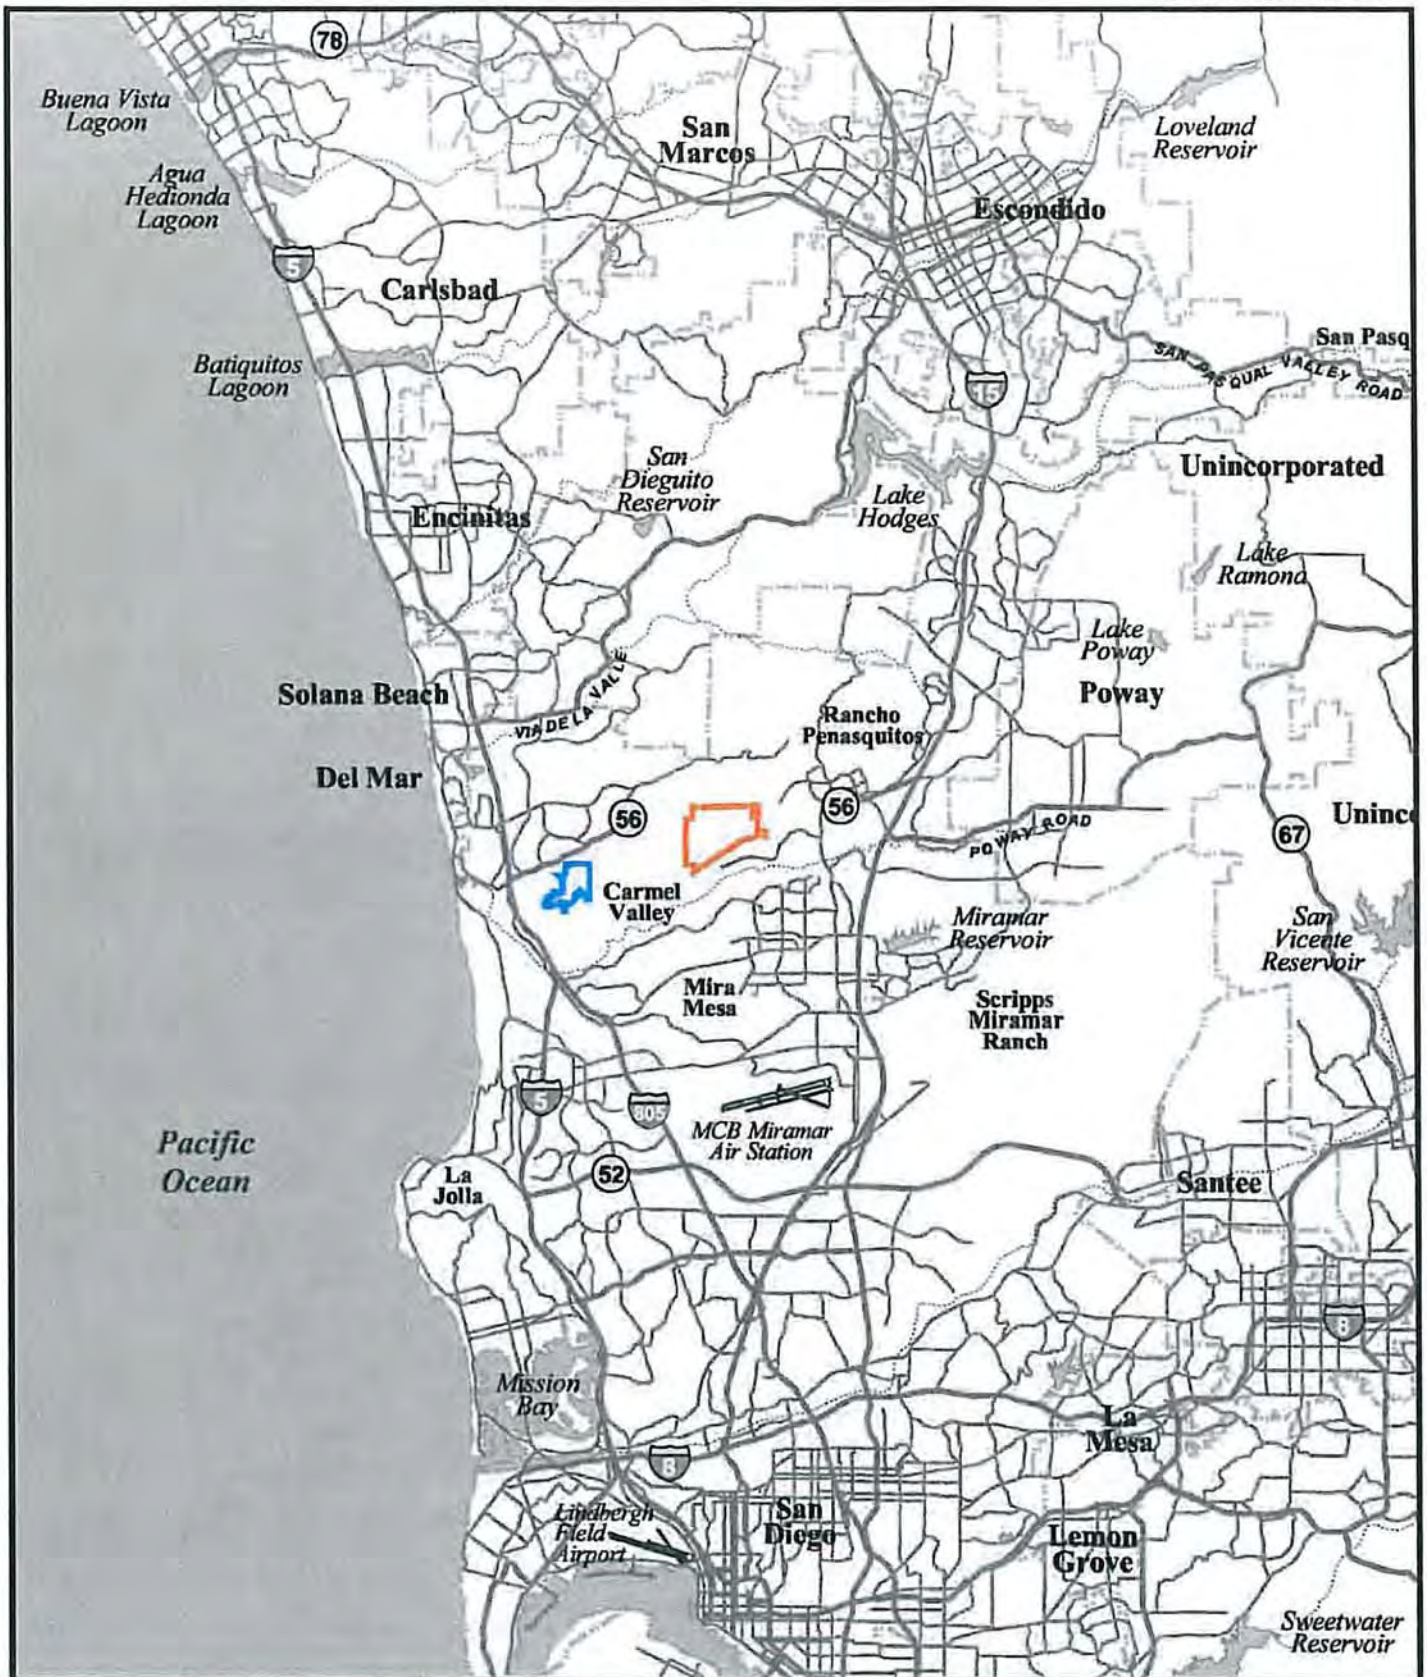 78
Buena Vista
Lagoon
San
Marcos
Loveland
Reservoir
Agua
Hedionda
Lagoon
Escondido
5
Carlsbad
San Pasq
Batiquitos
Lagoon
SAN PASQUAL VALLEY ROAD
15
San
Dieguito
Reservoir
Unincorporated
Lake
Hodges
Encinitas
Lake
Ramona
Lake
Poway
Solana Beach
VIA DE LA VALLE
Poway
Rancho
Penasquitos
Del Mar
56
56
POWAY ROAD
67
Uninc
Carmel
Valley
Miramar
Reservoir
San
Vicente
Reservoir
Mira
Mesa
Scripps
Miramar
Ranch
5
805
MCB Miramar
Air Station
Pacific
Ocean
La
Jolla
52
Santee
8
Mission
Bay
La
Mesa
8
Lindbergh
Field
Airport
San
Diego
Lemon
Grove
Sweetwater
Reservoir